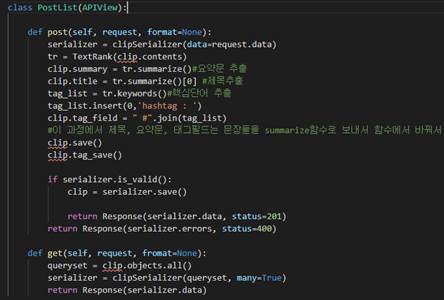 class PostList(APIView):
    def post(self, request, format=None):
        serializer = clipSerializer(data=request.data)
        tr = TextRank(clip.contents)
        clip.summary = tr.summarize()#요약문 추출
        clip.title = tr.summarize()[0] #제목추출
        tag_list = tr.keywords()#핵심단어 추출
        tag_list.insert(0,'hashtag : ')
        clip.tag_field = " #".join(tag_list)
        #이 과정에서 제목, 요약문, 태그필드는 문장들을 summarize함수로 보내서 함수에서 바꿔서
        clip.save()
        clip.tag_save()
        if serializer.is_valid():
            clip = serializer.save()
            return Response(serializer.data, status=201)
        return Response(serializer.errors, status=400)
    def get(self, request, fromat=None):
        queryset = clip.objects.all()
        serializer = clipSerializer(queryset, many=True)
        return Response(serializer.data)